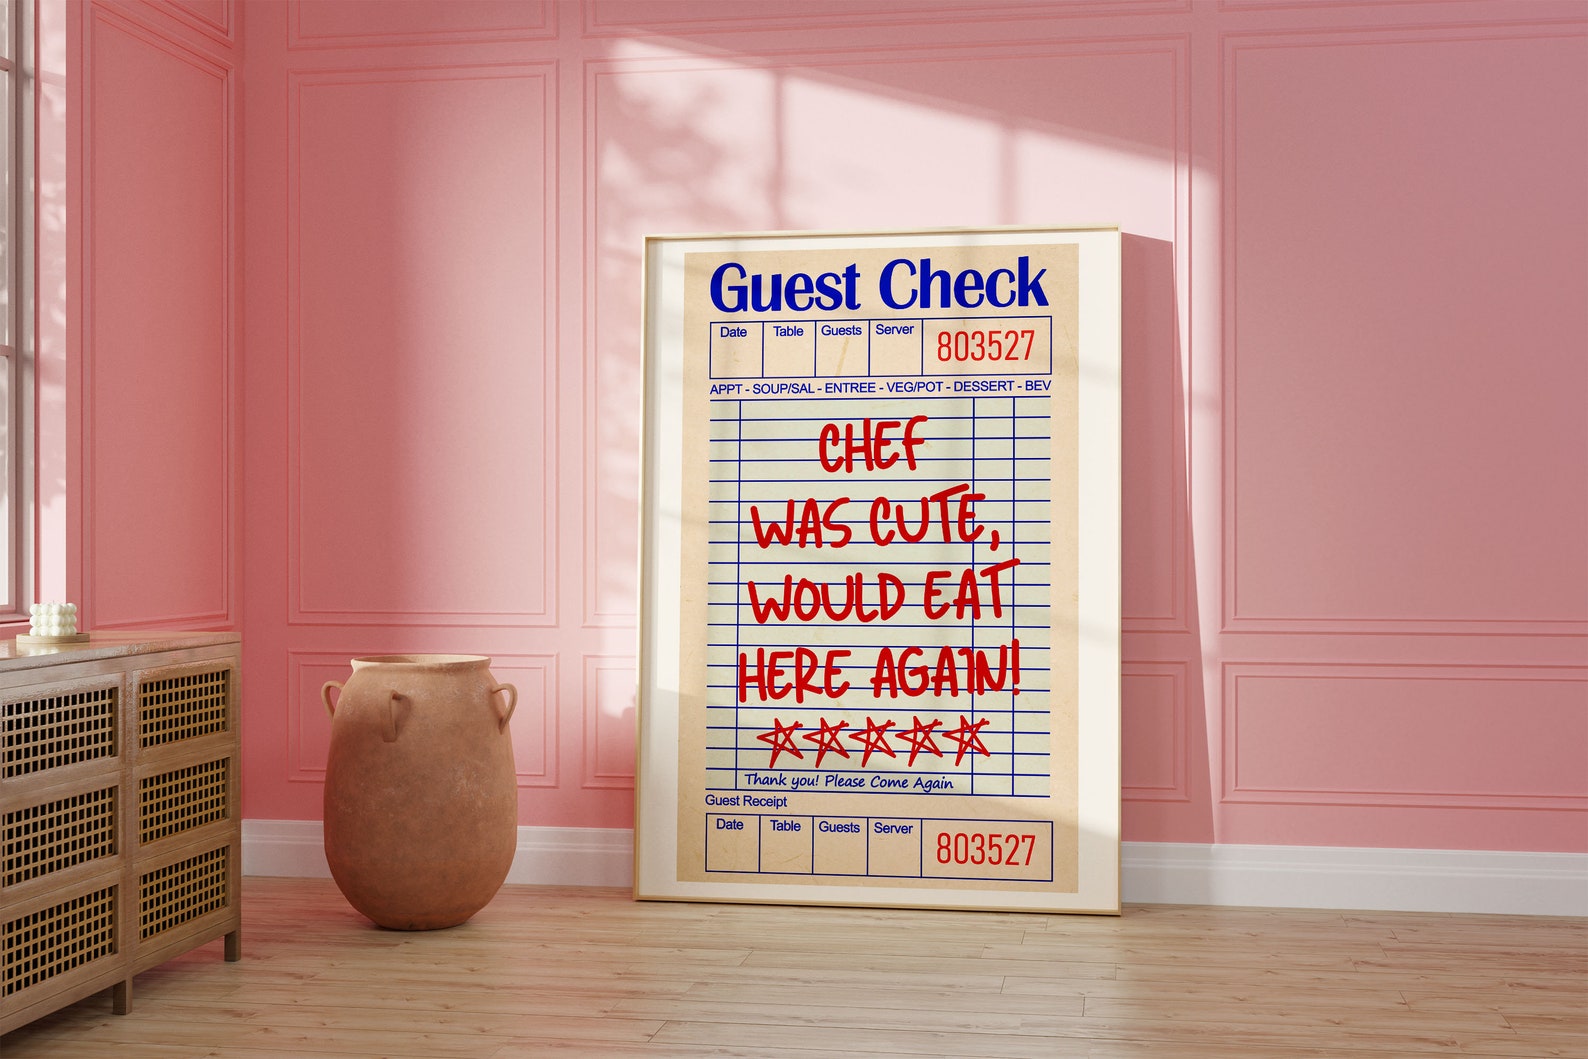 Guest Check
Date Table Guests Server 803527
APPT - SOUP/SAL - ENTREE - VEG/POT - DESSERT - BEV
CHEF
WAS CUTE,
WOULD EAT
HERE AGAIN!
Thank you! Please Come Again
Guest Receipt
Date Table Guests Server 803527